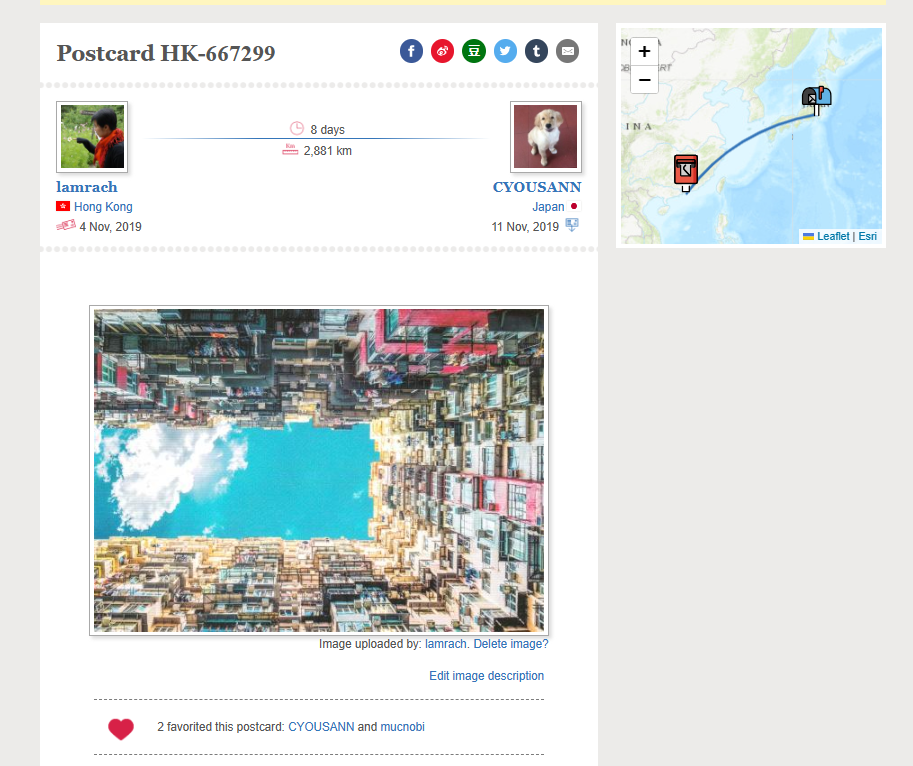 Postcard HK-667299
8 days
2,881 km
lamrach
Hong Kong
4 Nov, 2019
CYOUSANN
Japan
11 Nov, 2019
+
−
I N A
Leaflet | Esri
Image uploaded by: lamrach. Delete image?
Edit image description
2 favorited this postcard: CYOUSANN and mucnobi